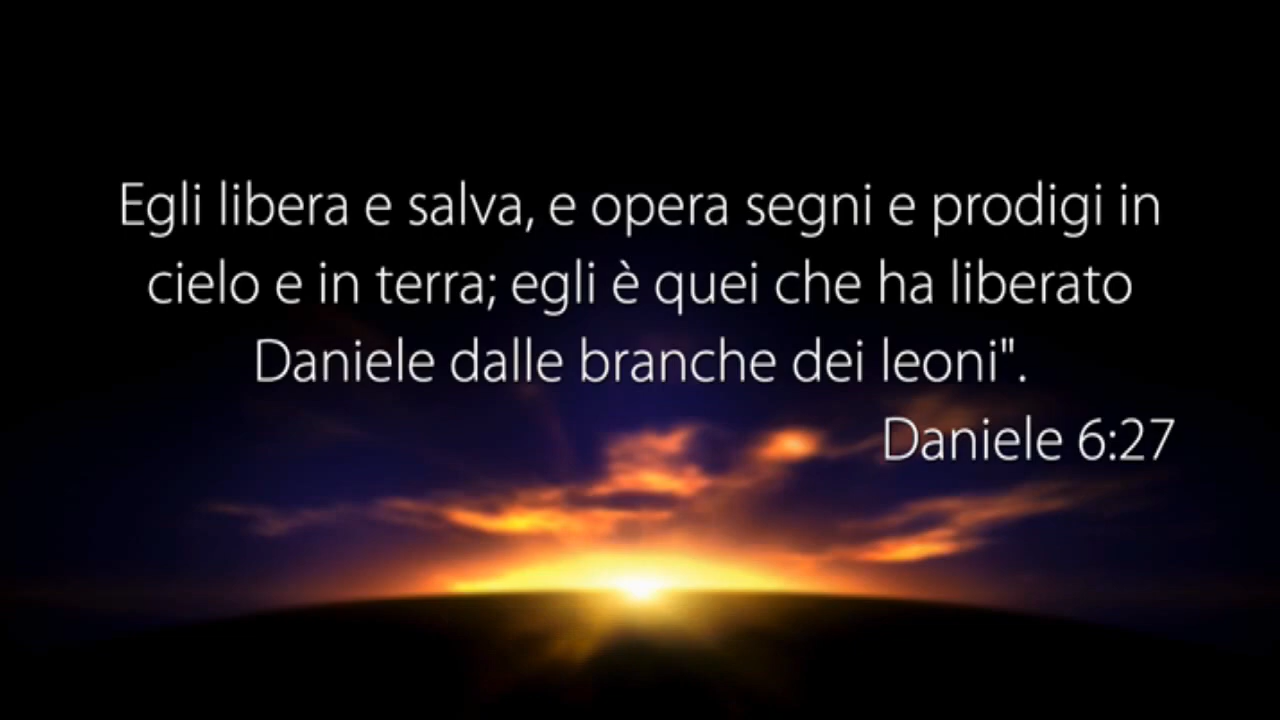 Egli libera e salva, e opera segni e prodigi in
cielo e in terra; egli è quei che ha liberato
Daniele dalle branche dei leoni".
Daniele 6:27